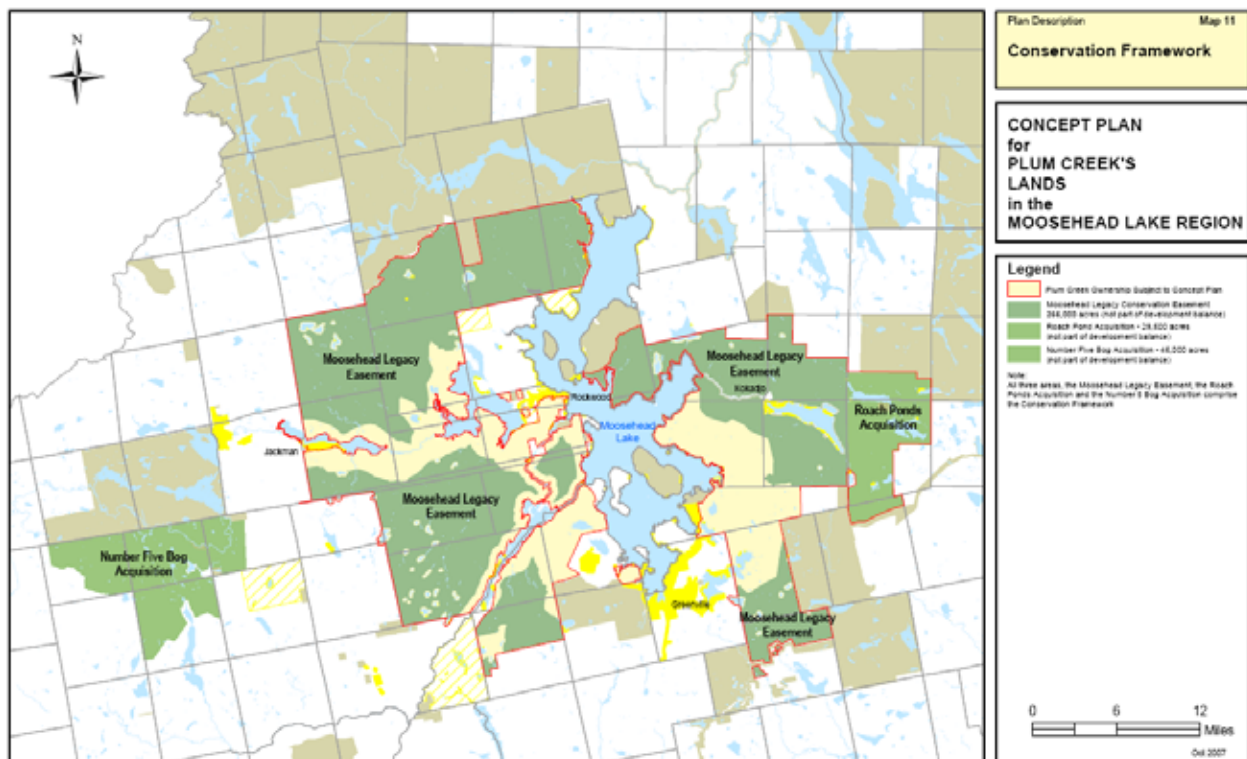 Plan Description Map 11
Conservation Framework
CONCEPT PLAN
for
PLUM CREEK'S
LANDS
in the
MOOSEHEAD LAKE REGION
Legend
Plum Creek Ownership Subject to Concept Plan
Moosehead Legacy Conservation Easement
acres (not part of development balance)
Roach Pond Acquisition - acres
(not part of development balance)
Number Five Bog Acquisition - acres
(not part of development balance)
Note:
All three areas, the Moosehead Legacy Easement, the Roach
Ponds Acquisition and the Number 5 Bog Acquisition comprise
the Conservation Framework
0 6 12
Miles
Oct 2007
N
Moosehead Legacy
Easement
Moosehead Legacy
Easement
Kokadjo
Rockwood
Roach Ponds
Acquisition
Moosehead
Lake
Jackman
Moosehead Legacy
Easement
Number Five Bog
Acquisition
Greenville
Moosehead Legacy
Easement